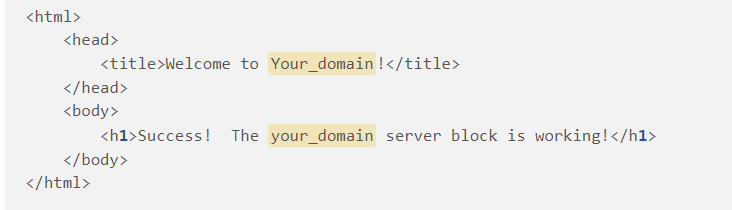 <html>
    <head>
        <title>Welcome to Your_domain!</title>
    </head>
    <body>
        <h1>Success!  The your_domain server block is working!</h1>
    </body>
</html>